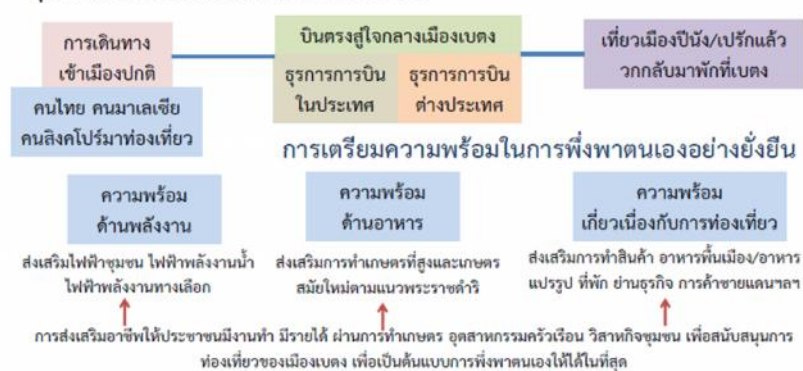 การเดินทาง
เข้าเมืองปกติ
คนไทย คนมาเลเซีย
คนสิงคโปร์มาท่องเที่ยว
บินตรงสู่ใจกลางเมืองเบตง
ธุรการการบิน
ในประเทศ
ธุรการการบิน
ต่างประเทศ
เที่ยวเมืองปีนัง/เปรักแล้ว
วกกลับมาพักที่เบตง
การเตรียมความพร้อมในการพึ่งพาตนเองอย่างยั่งยืน
ความพร้อม
ด้านพลังงาน
ส่งเสริมไฟฟ้าชุมชน ไฟฟ้าพลังงานน้ำ
ไฟฟ้าพลังงานทางเลือก
ความพร้อม
ด้านอาหาร
ส่งเสริมการทำเกษตรที่สูงและเกษตร
สมัยใหม่ตามแนวพระราชดำริ
ความพร้อม
เกี่ยวเนื่องกับการท่องเที่ยว
ส่งเสริมการทำสินค้า อาหารพื้นเมือง/อาหาร
แปรรูป ที่พัก ย่านธุรกิจ การค้าชายแดนฯลฯ
การส่งเสริมอาชีพให้ประชาชนมีงานทำ มีรายได้ ผ่านการทำเกษตร อุตสาหกรรมครัวเรือน วิสาหกิจชุมชน เพื่อสนับสนุนการ
ท่องเที่ยวของเมืองเบตง เพื่อเป็นต้นแบบการพึ่งพาตนเองให้ได้ในที่สุด